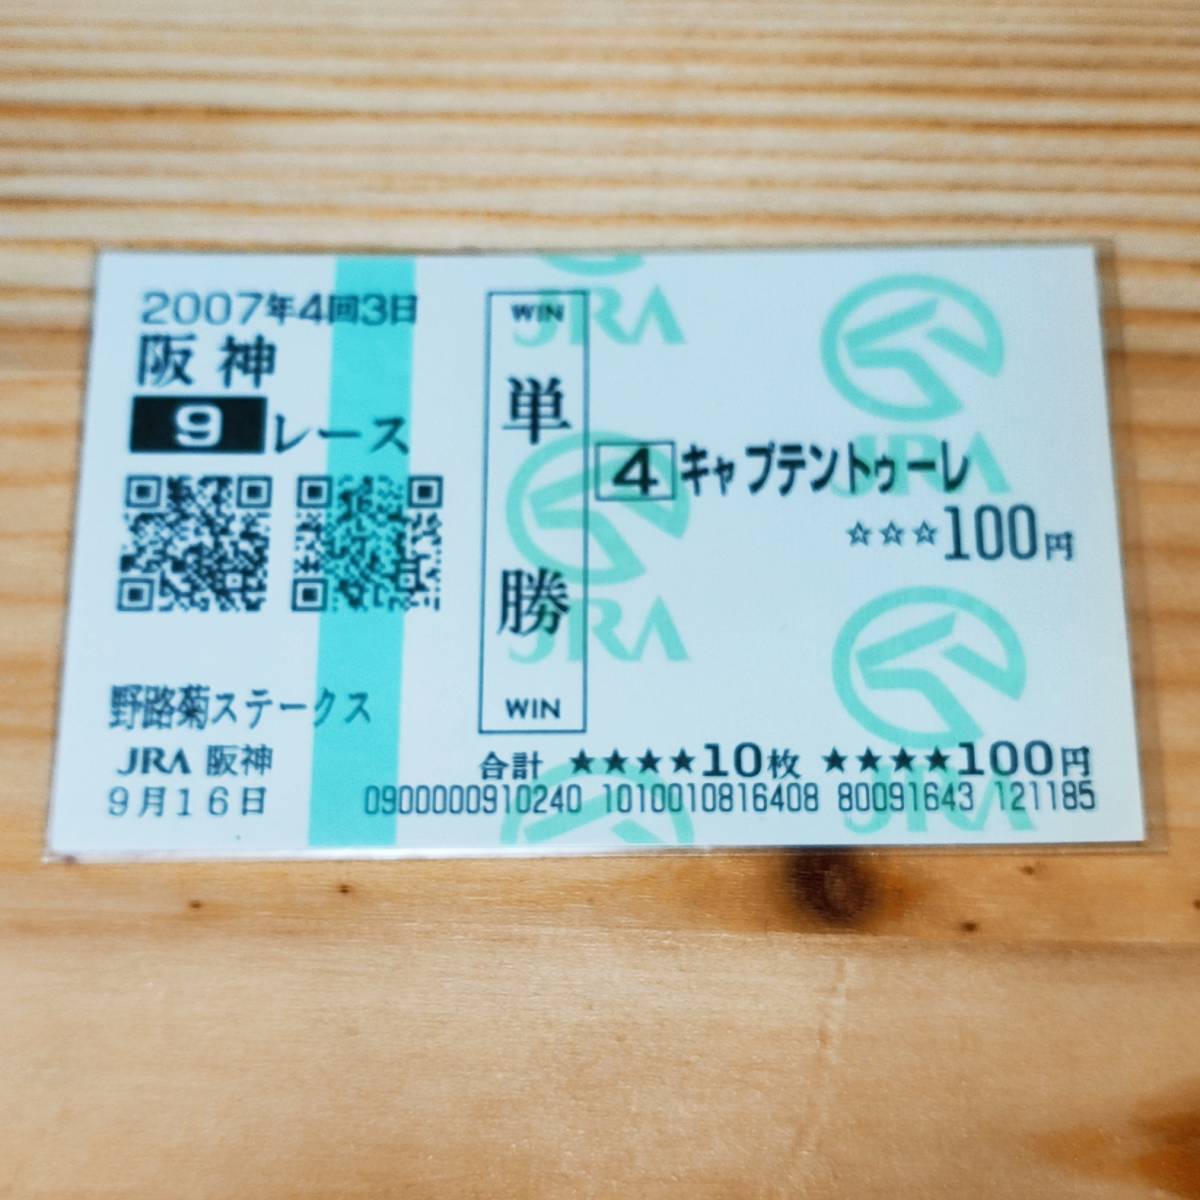 2007年4回3日
阪神
9レース
野路菊ステークス
JRA 阪神
9月16日
WIN
単勝
WIN
4 キャプテントゥーレ
☆☆☆100円
合計 ★★★★10枚 ★★★★100円
0900000910240 1010010816408 80091643 121185
JRA
JRA
JRA
JRA